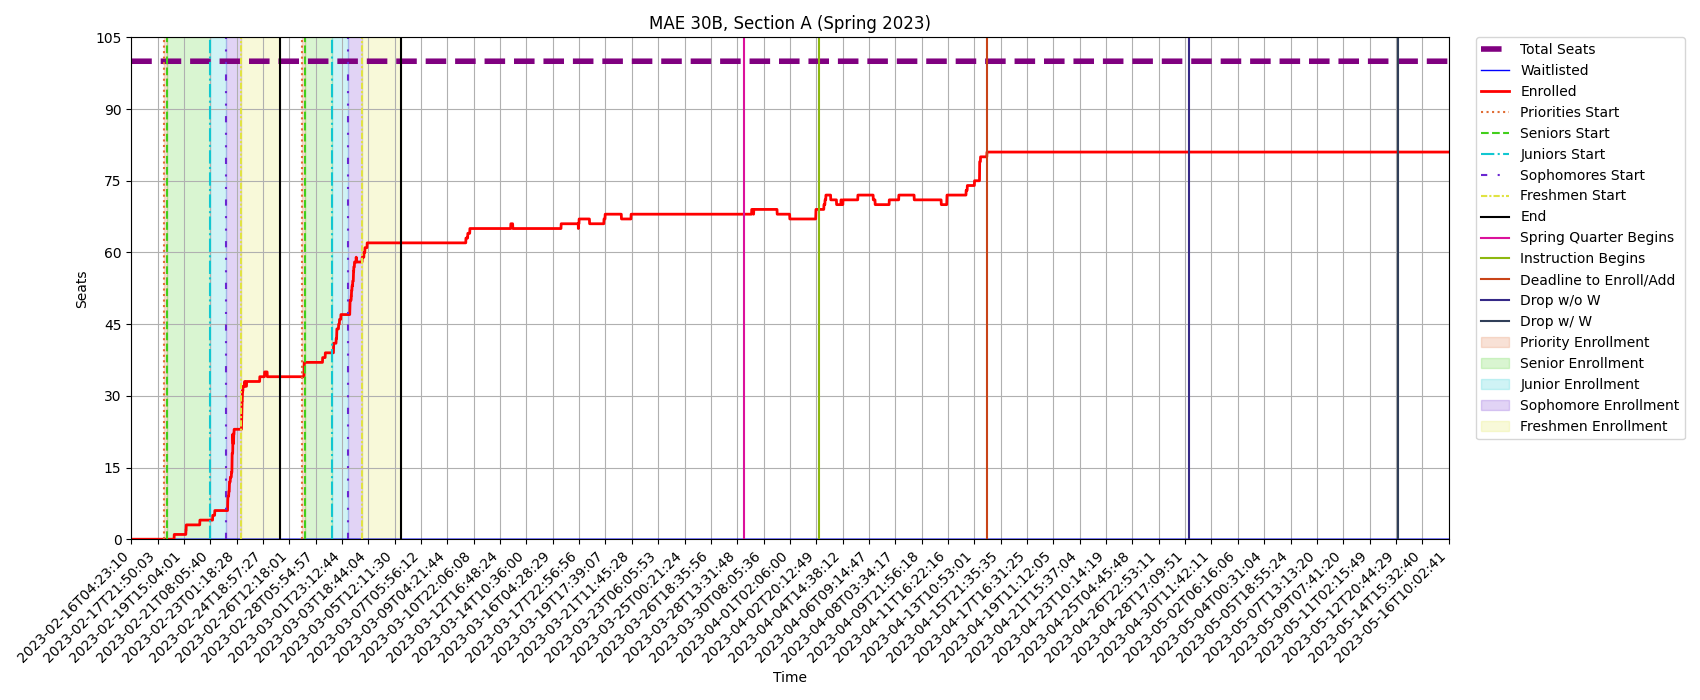 MAE 30B, Section A (Spring 2023)
105
90
75
60
45
30
15
0
Seats
2023-02-16T04:23:10
2023-02-17T21:50:03
2023-02-19T15:04:01
2023-02-21T08:05:40
2023-02-23T01:18:28
2023-02-24T18:57:27
2023-02-26T12:18:01
2023-02-28T05:54:57
2023-03-01T23:12:44
2023-03-03T18:44:04
2023-03-05T12:11:30
2023-03-07T05:56:12
2023-03-09T04:21:44
2023-03-10T22:06:08
2023-03-12T16:48:24
2023-03-14T10:36:00
2023-03-16T04:28:29
2023-03-17T22:56:56
2023-03-19T17:39:07
2023-03-21T11:45:28
2023-03-23T06:05:53
2023-03-25T00:21:24
2023-03-26T18:35:56
2023-03-28T13:31:48
2023-03-30T08:05:36
2023-04-01T02:06:00
2023-04-02T20:12:49
2023-04-04T14:38:12
2023-04-06T09:14:47
2023-04-08T03:34:17
2023-04-09T21:56:18
2023-04-11T16:22:16
2023-04-13T10:53:01
2023-04-15T21:35:35
2023-04-17T16:31:25
2023-04-19T11:12:05
2023-04-21T15:37:04
2023-04-23T10:14:19
2023-04-25T04:45:48
2023-04-26T22:53:11
2023-04-28T17:09:51
2023-04-30T11:42:11
2023-05-02T06:16:06
2023-05-04T00:31:04
2023-05-05T18:55:24
2023-05-07T13:13:20
2023-05-09T07:41:20
2023-05-11T02:15:49
2023-05-12T20:44:29
2023-05-14T15:32:40
2023-05-16T10:02:41
Time
Total Seats
Waitlisted
Enrolled
Priorities Start
Seniors Start
Juniors Start
Sophomores Start
Freshmen Start
End
Spring Quarter Begins
Instruction Begins
Deadline to Enroll/Add
Drop w/o W
Drop w/ W
Priority Enrollment
Senior Enrollment
Junior Enrollment
Sophomore Enrollment
Freshmen Enrollment